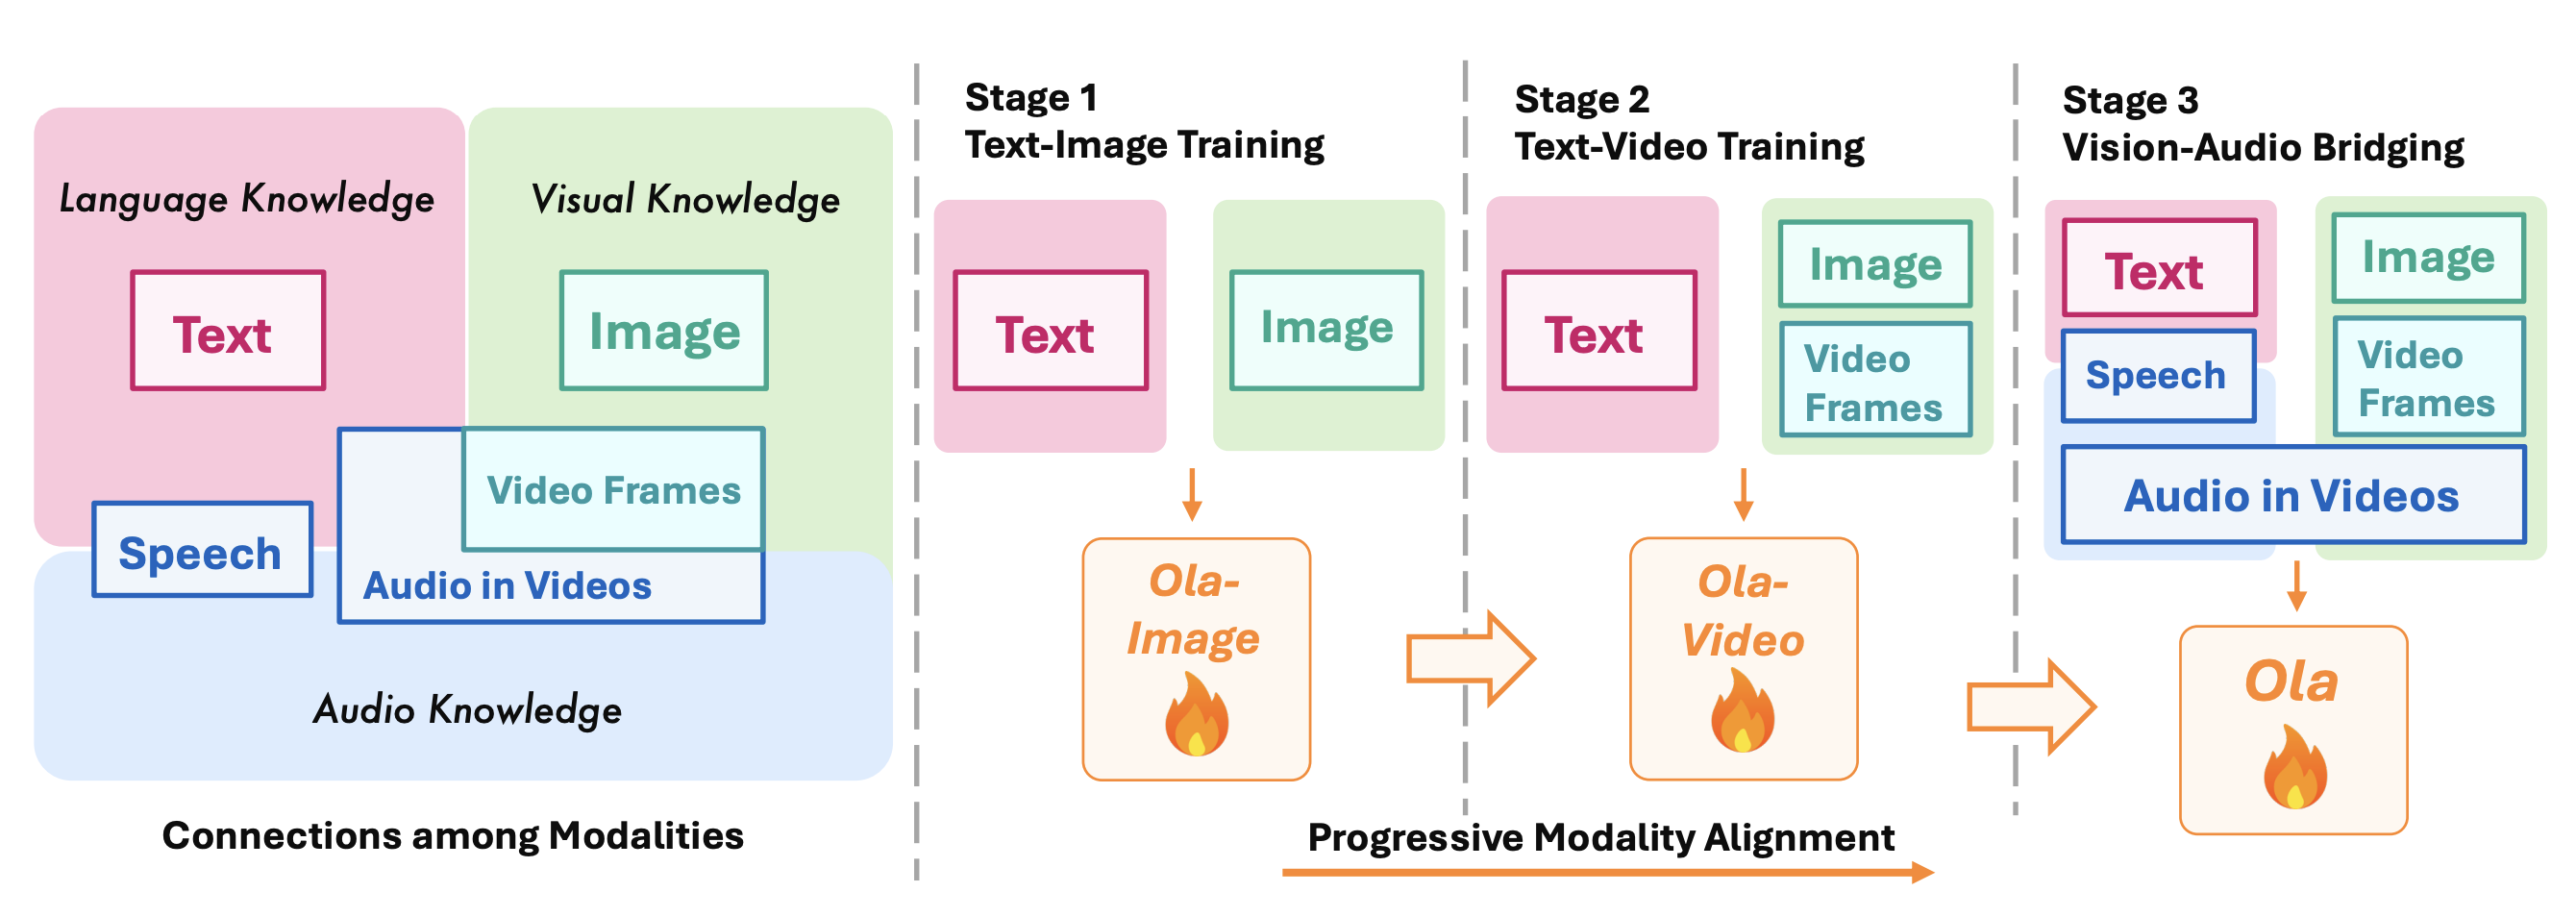 Language Knowledge
Visual Knowledge
Text
Image
Video Frames
Speech
Audio in Videos
Audio Knowledge
Connections among Modalities
Stage 1
Text-Image Training
Text
Image
Ola-
Image
Stage 2
Text-Video Training
Text
Image
Video
Frames
Ola-
Video
Stage 3
Vision-Audio Bridging
Text
Image
Speech
Video
Frames
Audio in Videos
Ola
Progressive Modality Alignment